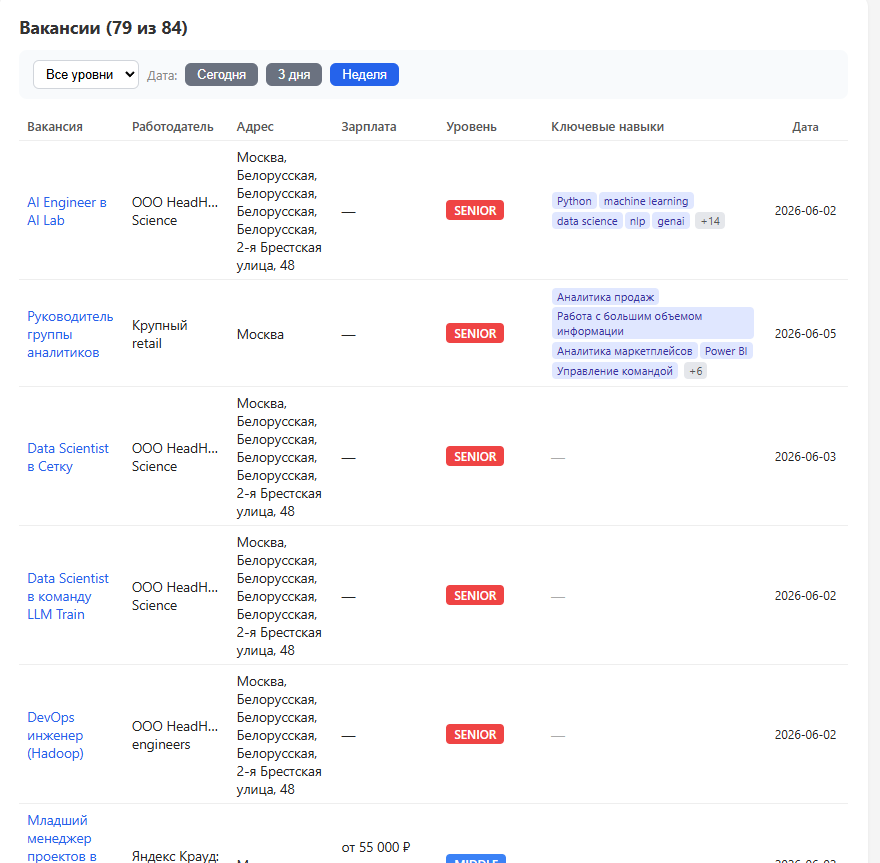 Вакансии (79 из 84)
Все уровни Дата: Сегодня 3 дня Неделя
Вакансия Работодатель Адрес Зарплата Уровень Ключевые навыки Дата
AI Engineer в
AI Lab
ООО HeadH...
Science
Москва,
Белорусская,
Белорусская,
Белорусская,
Белорусская,
2-я Брестская
улица, 48
—
SENIOR
Python machine learning
data science nlp genai +14
2026-06-02
Руководитель
группы
аналитиков
Крупный
retail
Москва
—
SENIOR
Аналитика продаж
Работа с большим объемом
информации
Аналитика маркетплейсов Power BI
Управление командой +6
2026-06-05
Data Scientist
в Сетку
ООО HeadH...
Science
Москва,
Белорусская,
Белорусская,
Белорусская,
Белорусская,
2-я Брестская
улица, 48
—
SENIOR
—
2026-06-03
Data Scientist
в команду
LLM Train
ООО HeadH...
Science
Москва,
Белорусская,
Белорусская,
Белорусская,
Белорусская,
2-я Брестская
улица, 48
—
SENIOR
—
2026-06-02
DevOps
инженер
(Hadoop)
ООО HeadH...
engineers
Москва,
Белорусская,
Белорусская,
Белорусская,
Белорусская,
2-я Брестская
улица, 48
—
SENIOR
—
2026-06-02
Младший
менеджер
проектов в
Яндекс Крауд:
от 55 000 ₽
MIDDLE